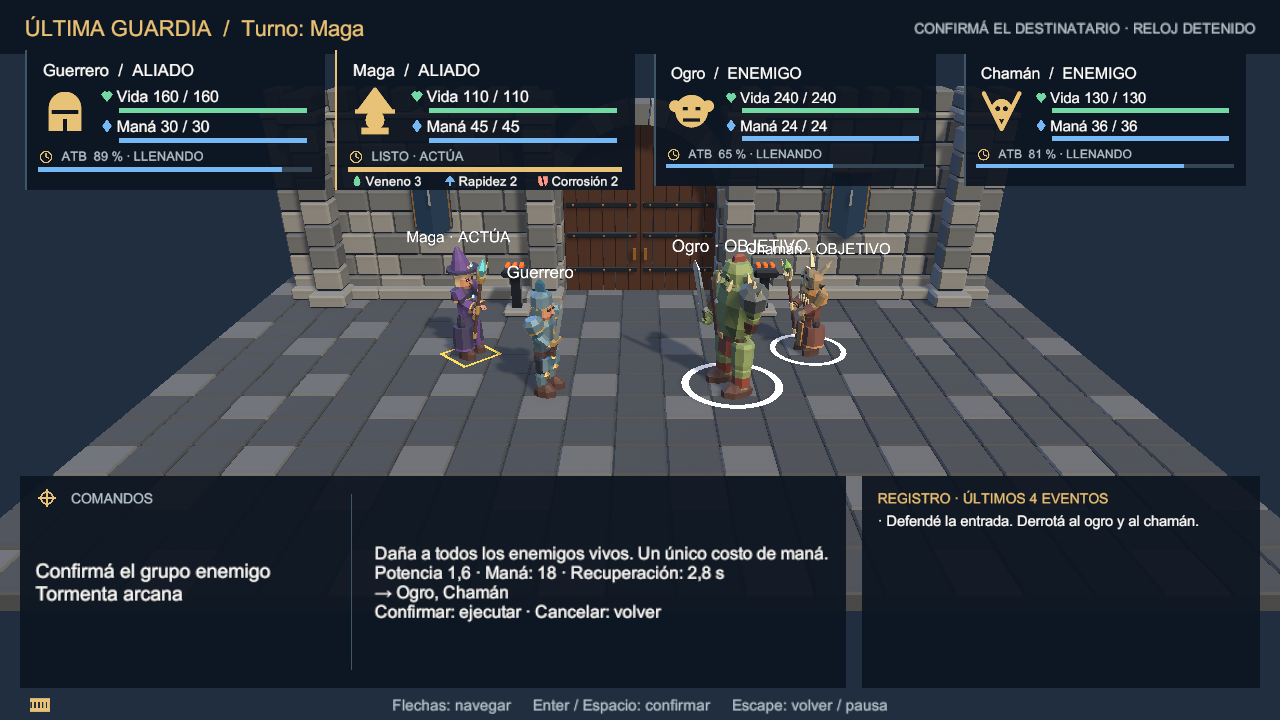 ÚLTIMA GUARDIA / Turno: Maga
CONFIRMÁ EL DESTINATARIO · RELOJ DETENIDO
Guerrero / ALIADO
Vida 160 / 160
Maná 30 / 30
ATB 89 % · LLENANDO
Maga / ALIADO
Vida 110 / 110
Maná 45 / 45
LISTO · ACTÚA
Veneno 3 Rapidez 2 Corrosión 2
Ogro / ENEMIGO
Vida 240 / 240
Maná 24 / 24
ATB 65 % · LLENANDO
Chamán / ENEMIGO
Vida 130 / 130
Maná 36 / 36
ATB 81 % · LLENANDO
Maga · ACTÚA
Guerrero
Ogro · OBJETIVO
Chamán · OBJETIVO
COMANDOS
Confirmá el grupo enemigo
Tormenta arcana
Daña a todos los enemigos vivos. Un único costo de maná.
Potencia 1,6 · Maná: 18 · Recuperación: 2,8 s
→ Ogro, Chamán
Confirmar: ejecutar · Cancelar: volver
REGISTRO · ÚLTIMOS 4 EVENTOS
· Defendé la entrada. Derrotá al ogro y al chamán.
Flechas: navegar Enter / Espacio: confirmar Escape: volver / pausa